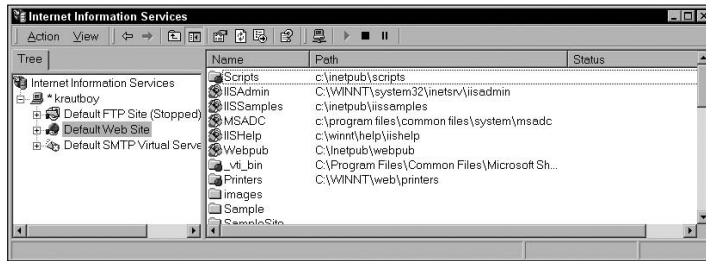 Internet Information Services
Action View
Tree
Name Path Status
Internet Information Services
* krautboy
Default FTP Site (Stopped)
Default Web Site
Default SMTP Virtual Serve
Scripts c:\inetpub\scripts
IISAdmin C:\WINNT\system32\inetsrv\iisadmin
IISSamples c:\inetpub\iissamples
MSADC c:\program files\common files\system\msadc
IISHelp c:\winnt\help\iishelp
Webpub C:\Inetpub\webpub
_vti_bin C:\Program Files\Common Files\Microsoft Sh...
Printers C:\WINNT\web\printers
images
Sample
SampleSite